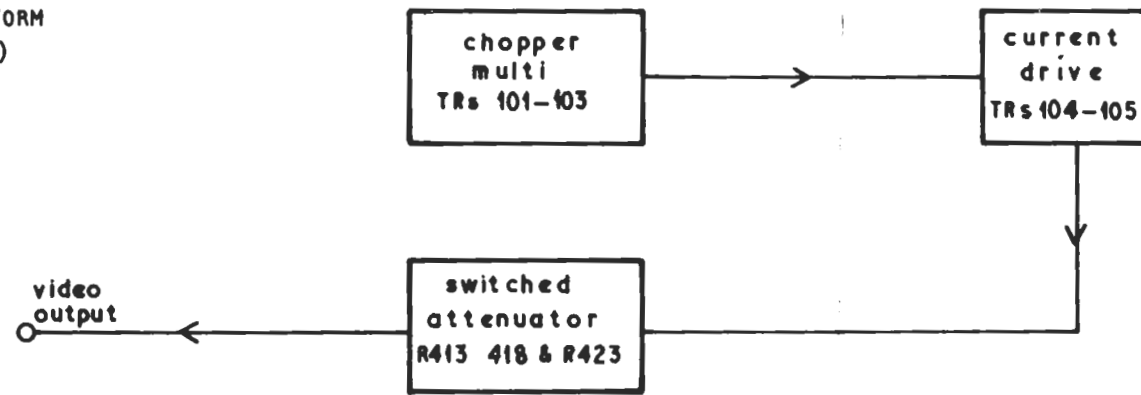 ORM
)
chopper
multi
TRs 101-103
current
drive
TRs 104-105
video
output
switched
attenuator
R413 418 & R423